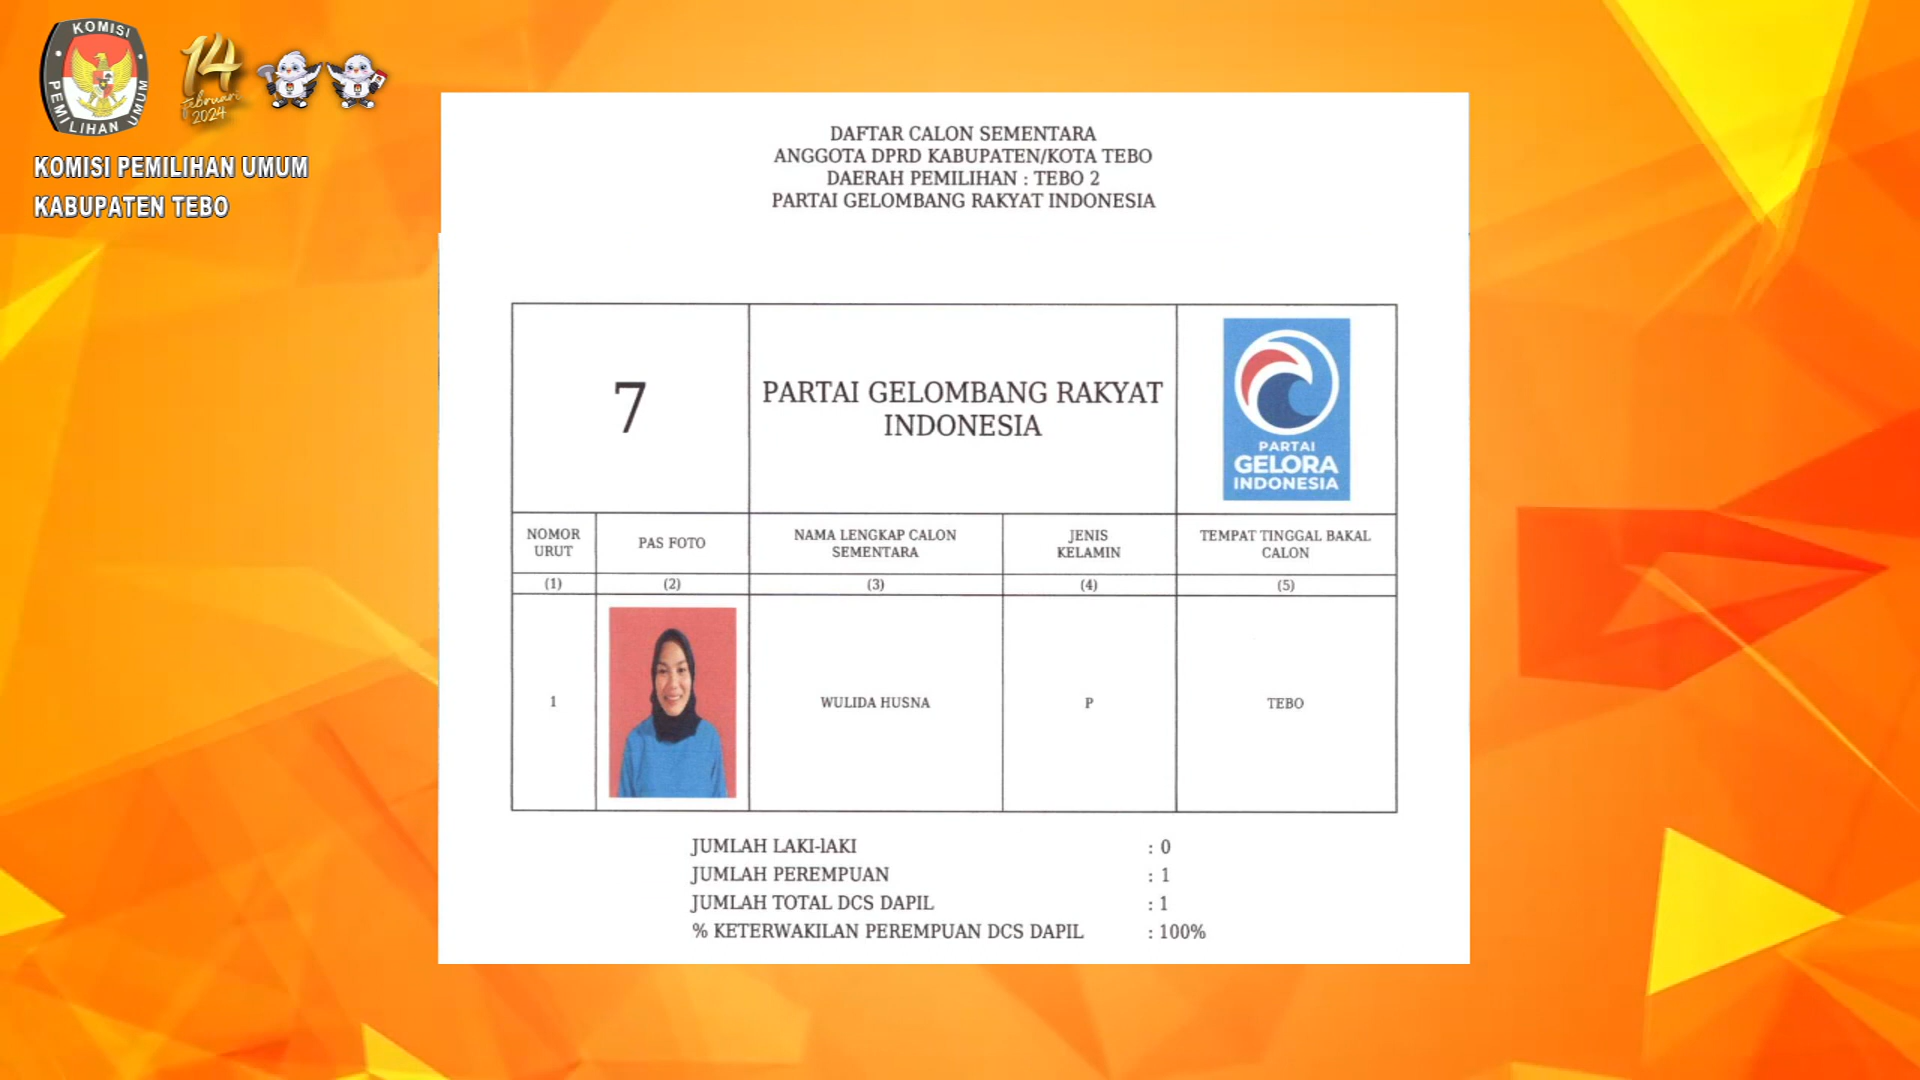 KOMISI
PEMILIHAN UMUM
14
Februari
2024
KOMISI PEMILIHAN UMUM
KABUPATEN TEBO
DAFTAR CALON SEMENTARA
ANGGOTA DPRD KABUPATEN/KOTA TEBO
DAERAH PEMILIHAN : TEBO 2
PARTAI GELOMBANG RAKYAT INDONESIA
7
PARTAI GELOMBANG RAKYAT
INDONESIA
PARTAI
GELORA
INDONESIA
NOMOR
URUT
PAS FOTO
NAMA LENGKAP CALON
SEMENTARA
JENIS
KELAMIN
TEMPAT TINGGAL BAKAL
CALON
(1) (2) (3) (4) (5)
1 WULIDA HUSNA P TEBO
JUMLAH LAKI-lAKI : 0
JUMLAH PEREMPUAN : 1
JUMLAH TOTAL DCS DAPIL : 1
% KETERWAKILAN PEREMPUAN DCS DAPIL : 100%